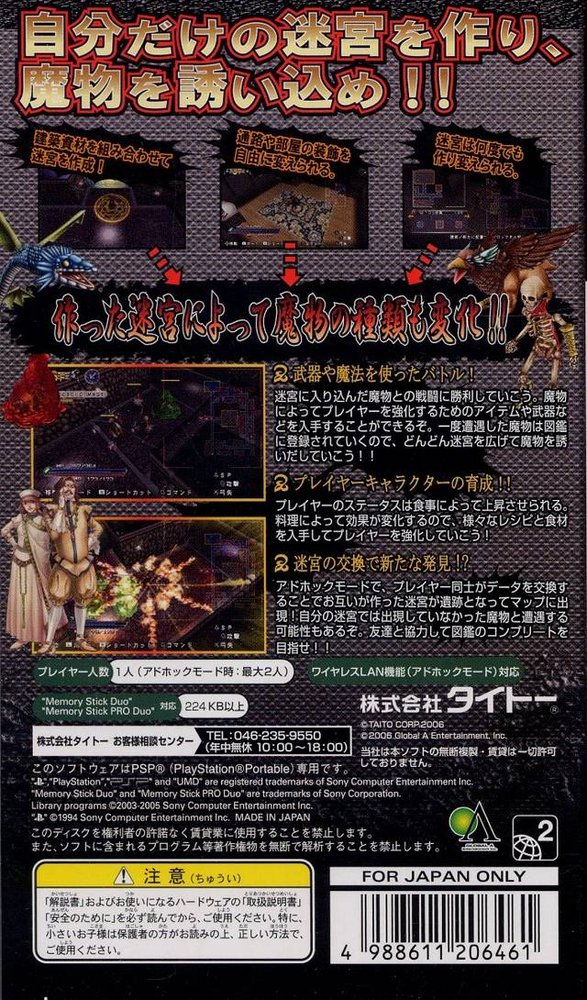 自分だけの迷宮を作り、
魔物を誘い込め!!
建築資材を組み合わせて
迷宮を作成!
通路や部屋の装飾を
自由に変えられる。
迷宮は何度でも
作り変えられる。
作った迷宮によって魔物の種類も変化!!
武器や魔法を使ったバトル!
迷宮に入り込んだ魔物との戦闘に勝利していこう。魔物
によってプレイヤーを強化するためのアイテムや武器な
どを入手することができるぞ。一度遭遇した魔物は図鑑
に登録されていくので、どんどん迷宮を広げて魔物を誘
いだしていこう!!
プレイヤーキャラクターの育成!!
プレイヤーのステータスは食事によって上昇させられる。
料理によって効果が変化するので、様々なレシピと食材
を入手してプレイヤーを強化していこう!
迷宮の交換で新たな発見!?
アドホックモードで、プレイヤー同士がデータを交換す
ることでお互いが作った迷宮が遺跡となってマップに出
現!自分の迷宮では出現していなかった魔物と遭遇する
可能性もあるぞ。友達と協力して図鑑のコンプリートを
目指せ!!
プレイヤー人数 1人(アドホックモード時:最大2人)
ワイヤレスLAN機能(アドホックモード)対応
"Memory Stick Duo"
"Memory Stick PRO Duo" 対応 224 KB以上
株式会社タイトー
©TAITO CORP.2006
©2006 Global A Entertainment, Inc.
当社は本ソフトの無断複製・賃貸は一切許可
しておりません。
株式会社タイトー お客様相談センター
TEL:046-235-9550
(年中無休 10:00~18:00)
このソフトウェアはPSP®(PlayStation®Portable)専用です。
"PlayStation", and "UMD" are registered trademarks of Sony Computer Entertainment Inc.
"Memory Stick Duo" and "Memory Stick PRO Duo" are trademarks of Sony Corporation.
Library programs ©2003-2005 Sony Computer Entertainment Inc.
©1994 Sony Computer Entertainment Inc. MADE IN JAPAN
このディスクを権利者の許諾なく賃貸業に使用することを禁止します。
また、ソフトに含まれるプログラム等著作権物を無断で解析することを禁止します。
2
注意(ちゅうい)
「解説書」およびお使いになるハードウェアの「取扱説明書」
「安全のために」を必ず読んでから、ご使用ください。特に、
小さいお子様は保護者の方がお読みの上、正しい方法で、
ご使用ください。
FOR JAPAN ONLY
4 988611 206461